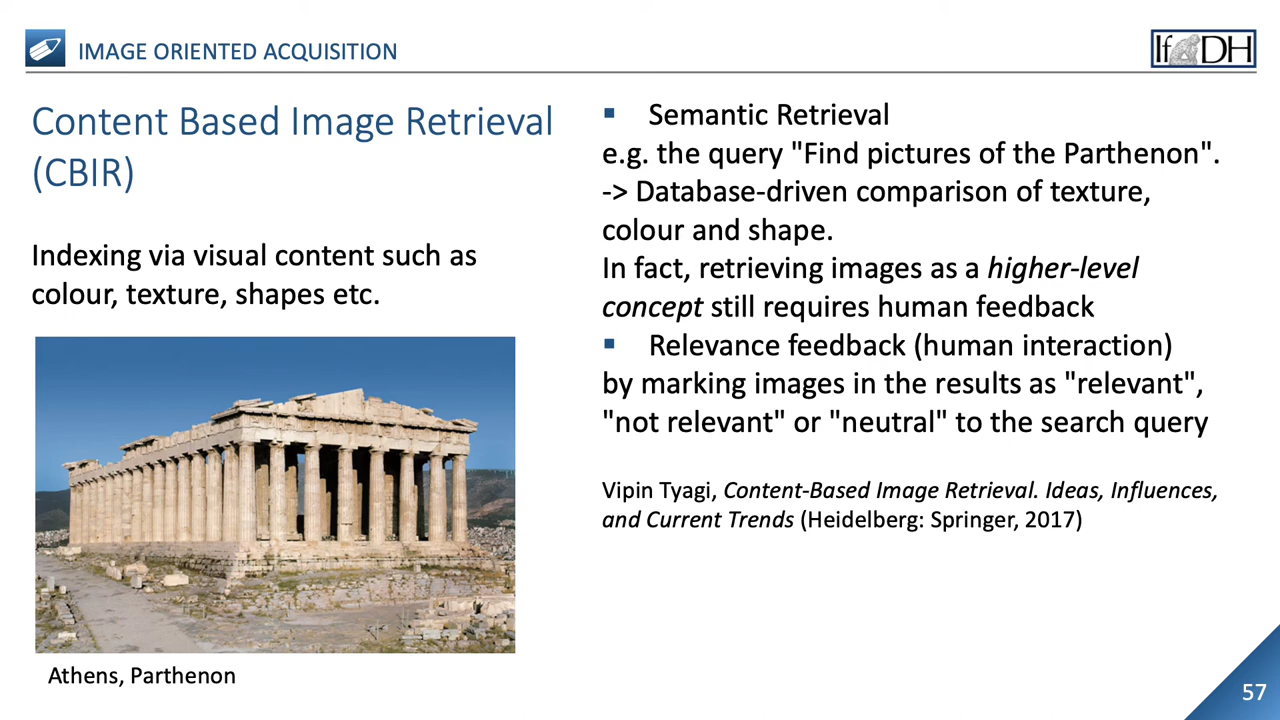 IMAGE ORIENTED ACQUISITION
IfDH
Content Based Image Retrieval
(CBIR)
Indexing via visual content such as
colour, texture, shapes etc.
Athens, Parthenon
▪ Semantic Retrieval
e.g. the query "Find pictures of the Parthenon".
-> Database-driven comparison of texture,
colour and shape.
In fact, retrieving images as a higher-level
concept still requires human feedback
▪ Relevance feedback (human interaction)
by marking images in the results as "relevant",
"not relevant" or "neutral" to the search query
Vipin Tyagi, Content-Based Image Retrieval. Ideas, Influences,
and Current Trends (Heidelberg: Springer, 2017)
57